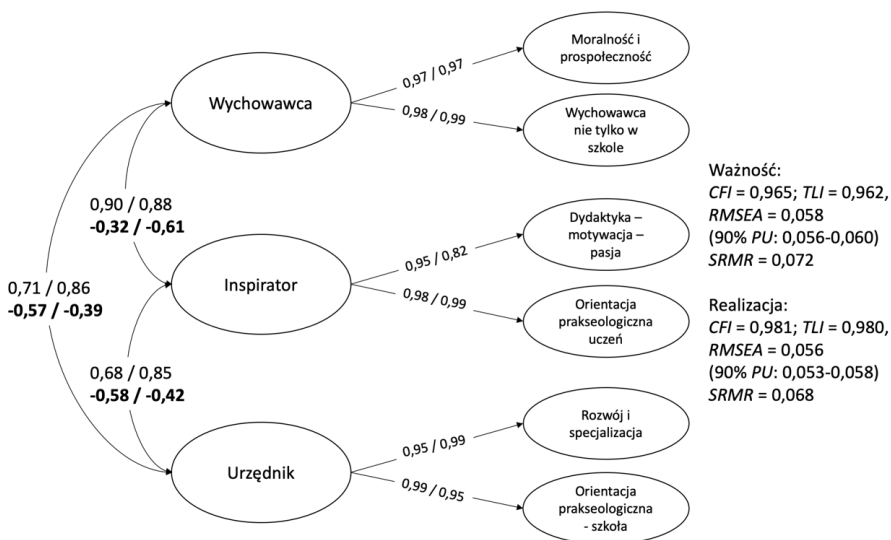 Wychowawca
0,90 / 0,88
-0,32 / -0,61
0,71 / 0,86
-0,57 / -0,39
Inspirator
0,68 / 0,85
-0,58 / -0,42
Urzędnik
0,97 / 0,97
0,98 / 0,99
0,95 / 0,82
0,98 / 0,99
0,95 / 0,99
0,99 / 0,95
Moralność i
prospołeczność
Wychowawca
nie tylko w
szkole
Dydaktyka –
motywacja –
pasja
Orientacja
prakseologiczna
uczeń
Rozwój i
specjalizacja
Orientacja
prakseologiczna
- szkoła
Ważność:
CFI = 0,965; TLI = 0,962,
RMSEA = 0,058
(90% PU: 0,056-0,060)
SRMR = 0,072
Realizacja:
CFI = 0,981; TLI = 0,980,
RMSEA = 0,056
(90% PU: 0,053-0,058)
SRMR = 0,068